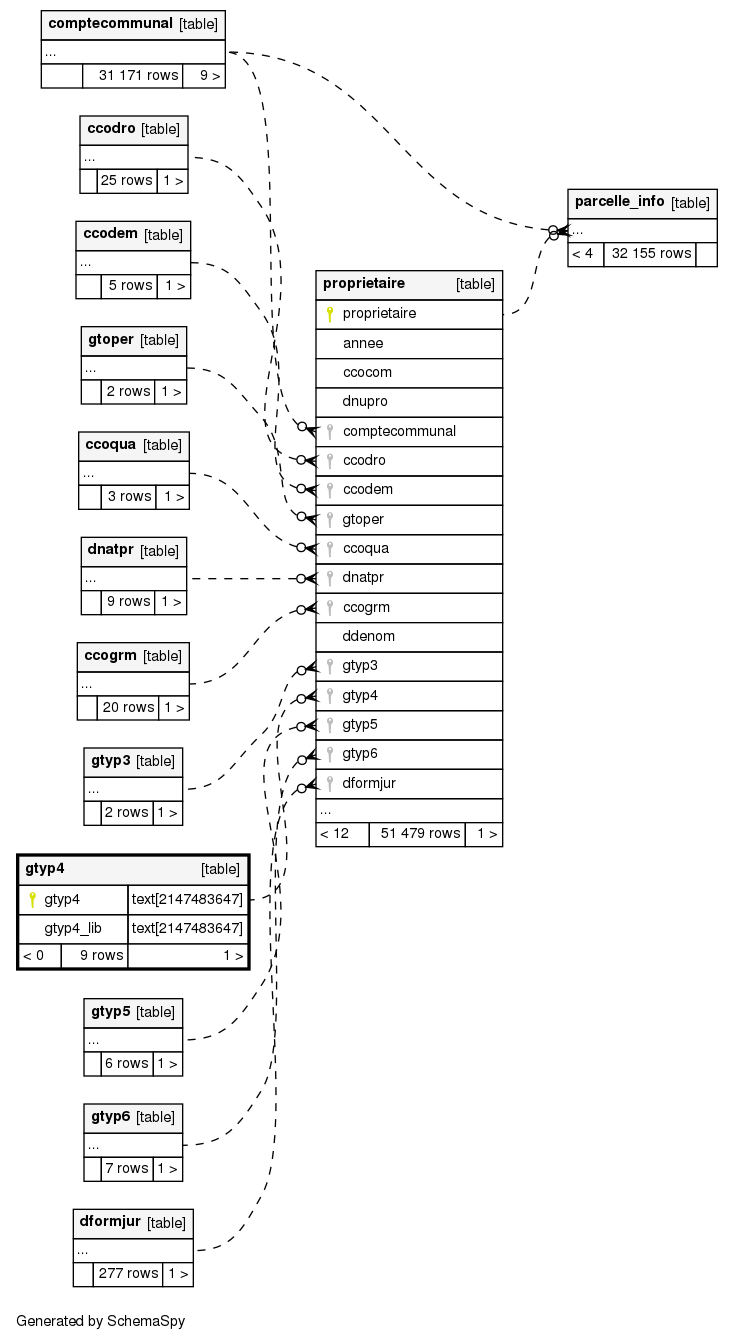 comptecommunal [table]
...
31 171 rows 9 >
ccodro [table]
...
25 rows 1 >
ccodem [table]
...
5 rows 1 >
gtoper [table]
...
2 rows 1 >
ccoqua [table]
...
3 rows 1 >
dnatpr [table]
...
9 rows 1 >
ccogrm [table]
...
20 rows 1 >
gtyp3 [table]
...
2 rows 1 >
gtyp4 [table]
gtyp4 text[2147483647]
gtyp4_lib text[2147483647]
< 0 9 rows 1 >
gtyp5 [table]
...
6 rows 1 >
gtyp6 [table]
...
7 rows 1 >
dformjur [table]
...
277 rows 1 >
proprietaire [table]
proprietaire
annee
ccocom
dnupro
comptecommunal
ccodro
ccodem
gtoper
ccoqua
dnatpr
ccogrm
ddenom
gtyp3
gtyp4
gtyp5
gtyp6
dformjur
...
< 12 51 479 rows 1 >
parcelle_info [table]
...
< 4 32 155 rows
Generated by SchemaSpy